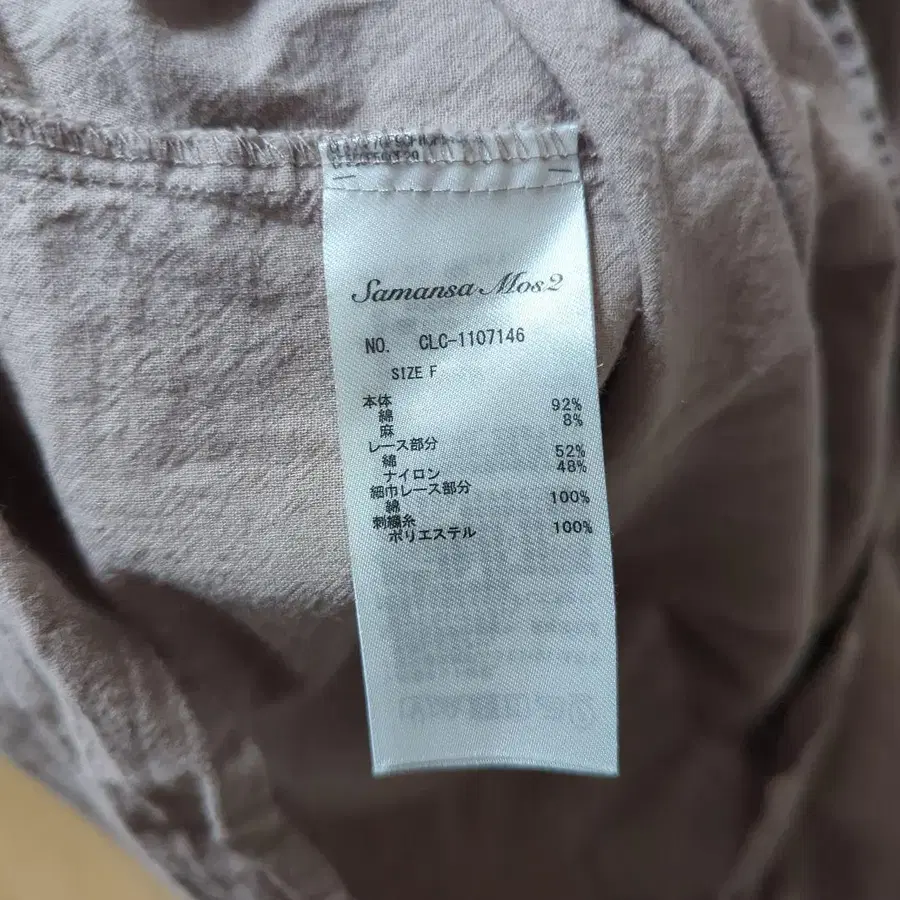 Samansa Mos2
NO. CLC-1107146
SIZE F
本体
綿 92%
麻 8%
レース部分
綿 52%
ナイロン 48%
細巾レース部分
綿 100%
刺繍糸
ポリエステル 100%